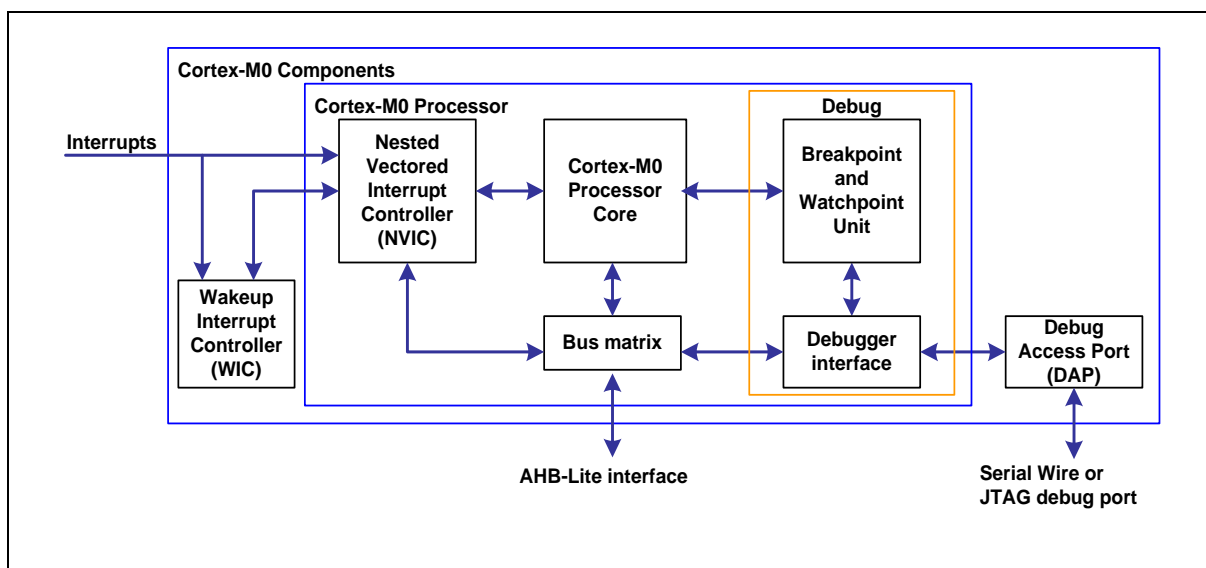 Cortex-M0 Components
Cortex-M0 Processor
Debug
Interrupts
Nested
Vectored
Interrupt
Controller
(NVIC)
Cortex-M0
Processor
Core
Breakpoint
and
Watchpoint
Unit
Wakeup
Interrupt
Controller
(WIC)
Bus matrix
Debugger
interface
Debug
Access Port
(DAP)
AHB-Lite interface
Serial Wire or
JTAG debug port